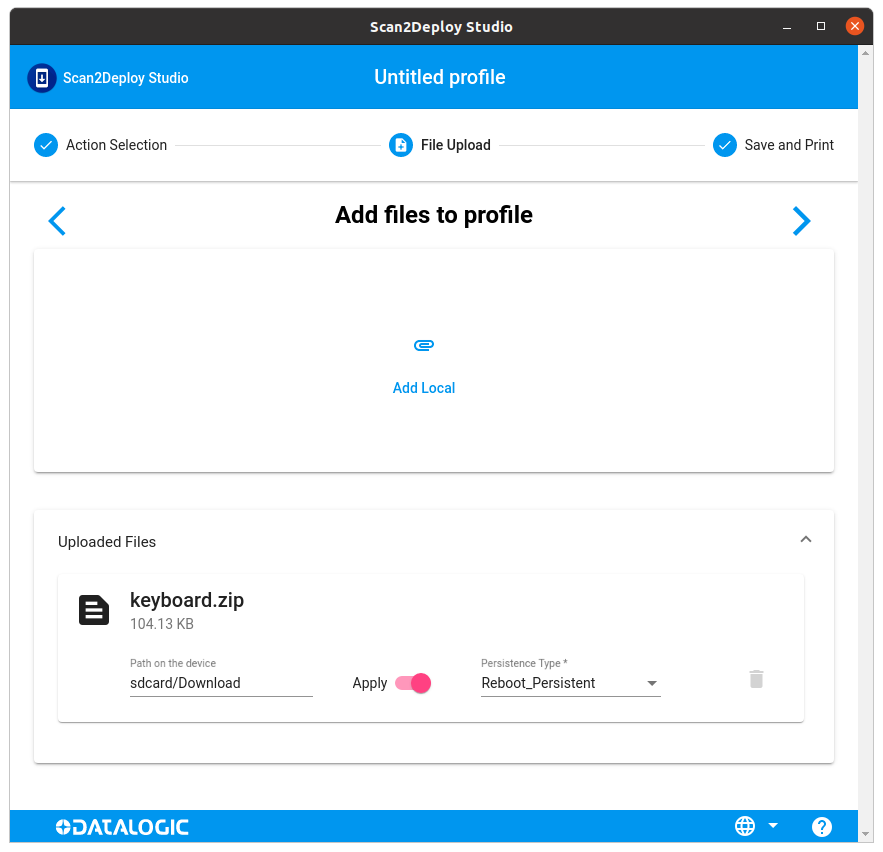 Scan2Deploy Studio
Scan2Deploy Studio
Untitled profile
Action Selection
File Upload
Save and Print
Add files to profile
Add Local
Uploaded Files
keyboard.zip
104.13 KB
Path on the device
sdcard/Download
Apply
Persistence Type *
Reboot_Persistent
DATALOGIC
?